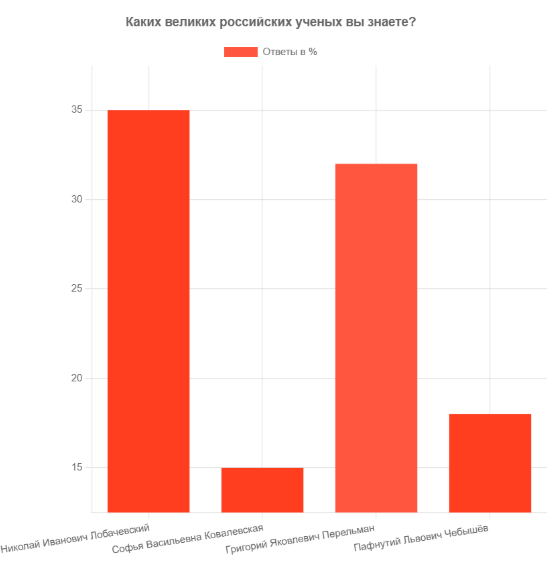 Каких великих российских ученых вы знаете?
Ответы в %
35
30
25
20
15
Николай Иванович Лобачевский
Софья Васильевна Ковалевская
Григорий Яковлевич Перельман
Пафнутий Львович Чебышёв